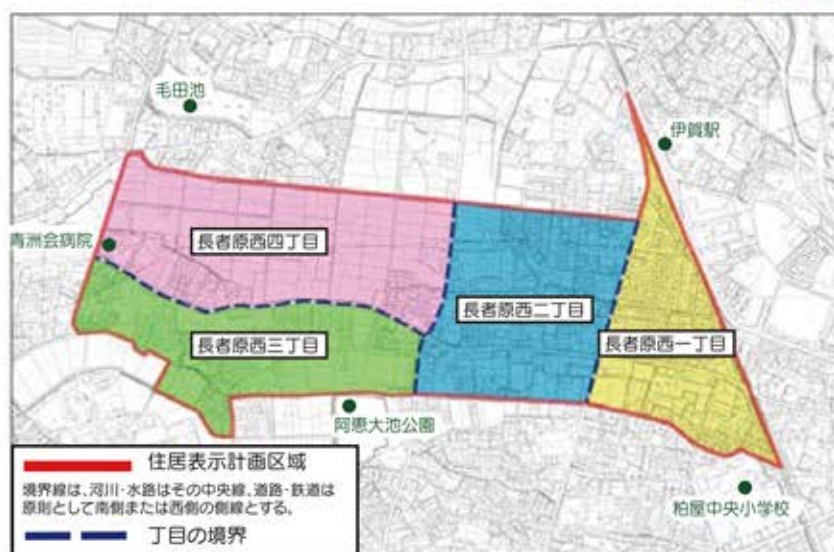 毛田池
伊賀駅
青洲会病院
長者原西四丁目
長者原西二丁目
長者原西三丁目
長者原西一丁目
阿恵大池公園
粕屋中央小学校
住居表示計画区域
境界線は、河川・水路はその中央線、道路・鉄道は
原則として南側または西側の側線とする。
丁目の境界